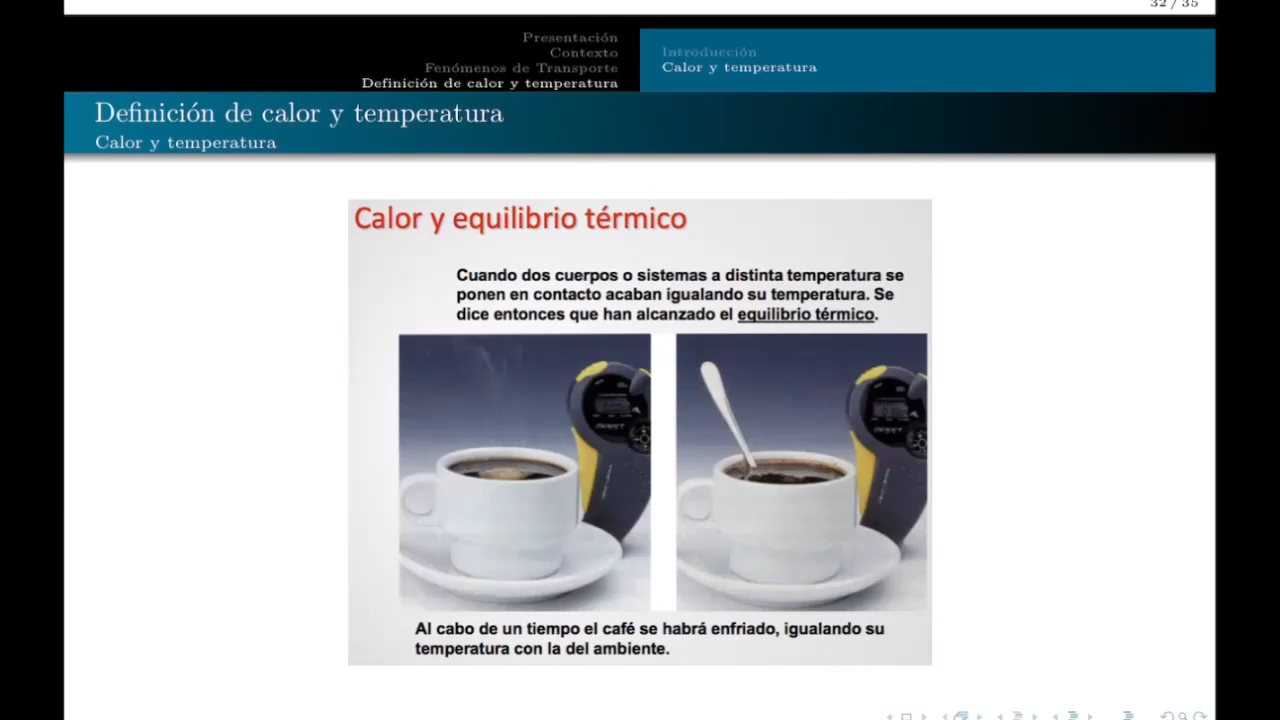 32 / 35
Presentación
Contexto
Fenómenos de Transporte
Definición de calor y temperatura
Introducción
Calor y temperatura
Definición de calor y temperatura
Calor y temperatura
Calor y equilibrio térmico
Cuando dos cuerpos o sistemas a distinta temperatura se
ponen en contacto acaban igualando su temperatura. Se
dice entonces que han alcanzado el equilibrio térmico.
Al cabo de un tiempo el café se habrá enfriado, igualando su
temperatura con la del ambiente.